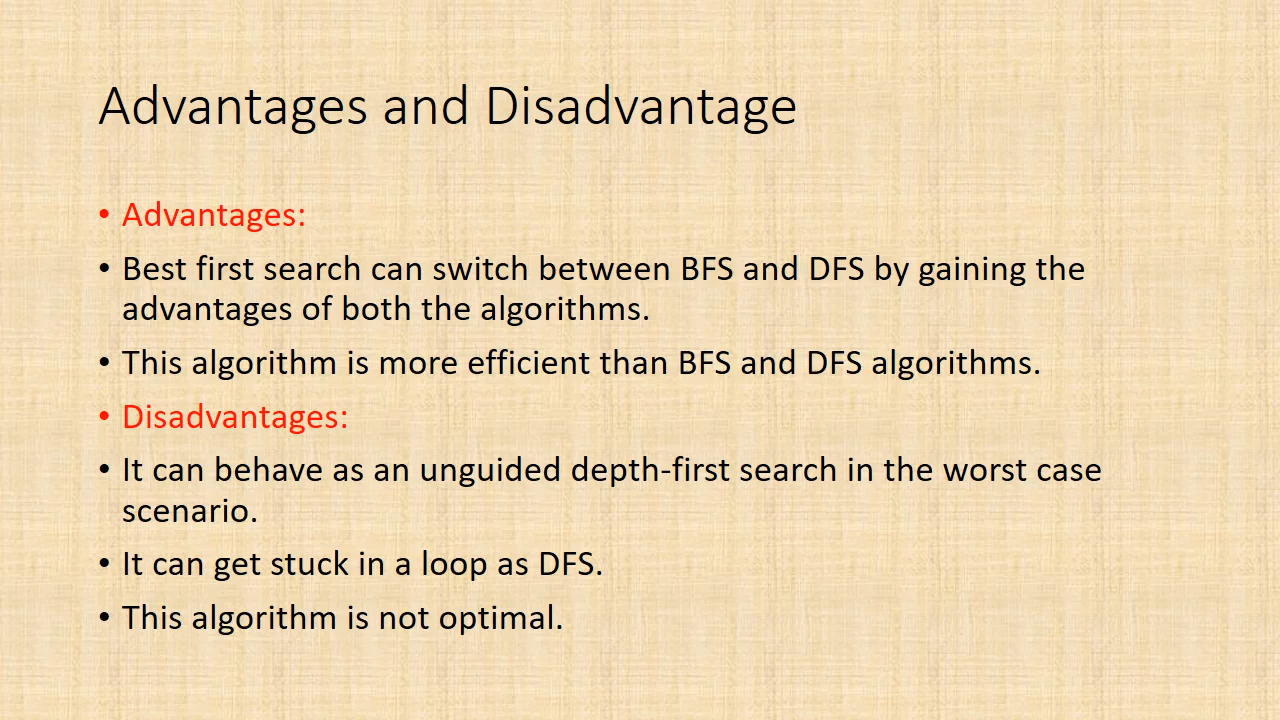 Advantages and Disadvantage
• Advantages:
• Best first search can switch between BFS and DFS by gaining the
advantages of both the algorithms.
• This algorithm is more efficient than BFS and DFS algorithms.
• Disadvantages:
• It can behave as an unguided depth-first search in the worst case
scenario.
• It can get stuck in a loop as DFS.
• This algorithm is not optimal.